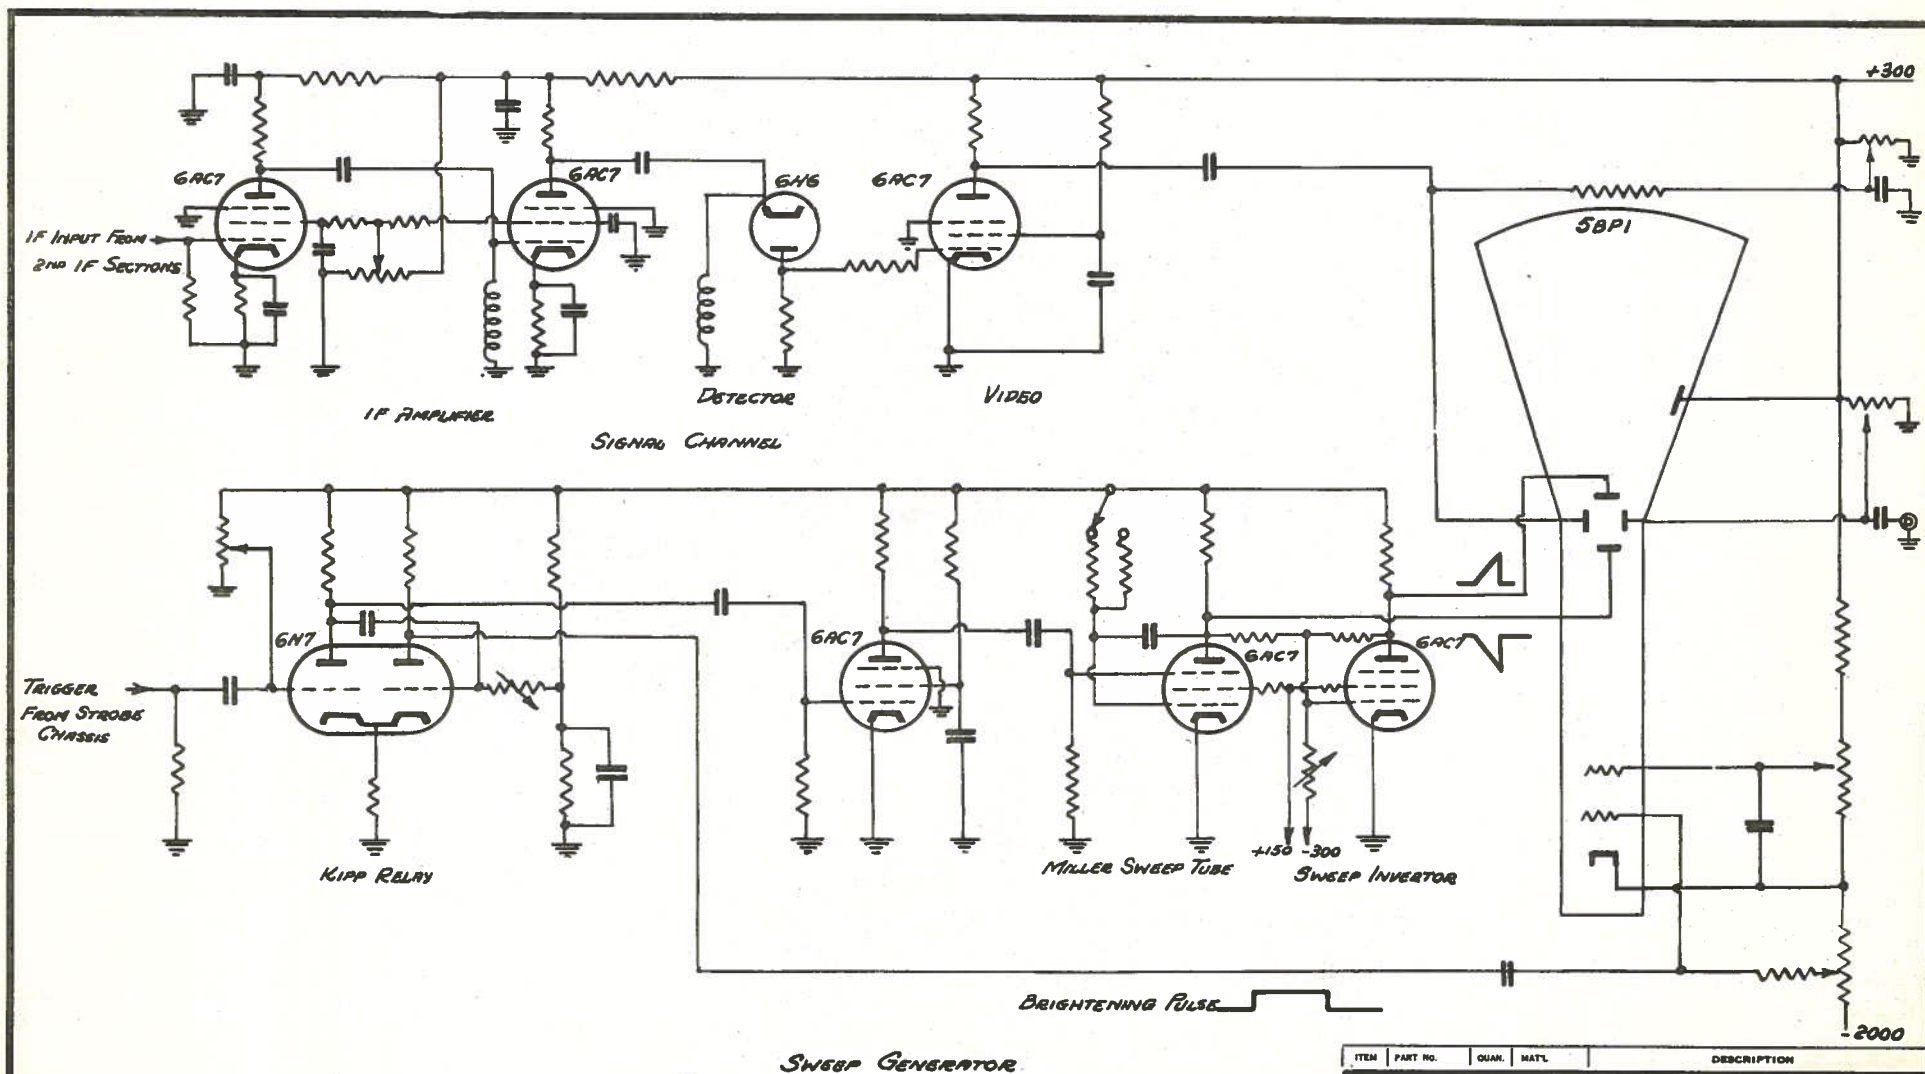 +300
6AC7
6AC7
6H6
6AC7
5BP1
IF INPUT FROM
2ND IF SECTIONS
IF AMPLIFIER
DETECTOR
VIDEO
SIGNAL CHANNEL
6N7
6AC7
6AC7
6AC7
TRIGGER
FROM STROBE
CHASSIS
KIPP RELAY
+150 -300
MILLER SWEEP TUBE
SWEEP INVERTOR
BRIGHTENING PULSE
-2000
SWEEP GENERATOR
ITEM PART NO. QUAN. MAT'L DESCRIPTION